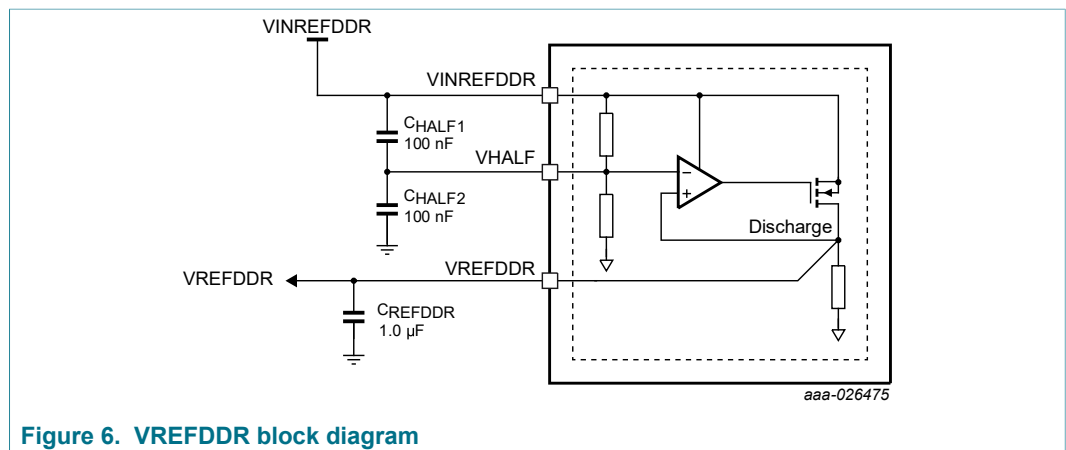 VINREFDDR
VINREFDDR
CHALF1
100 nF
VHALF
CHALF2
100 nF
−
+
Discharge
VREFDDR
VREFDDR
CREFDDR
1.0 µF
aaa-026475
Figure 6. VREFDDR block diagram